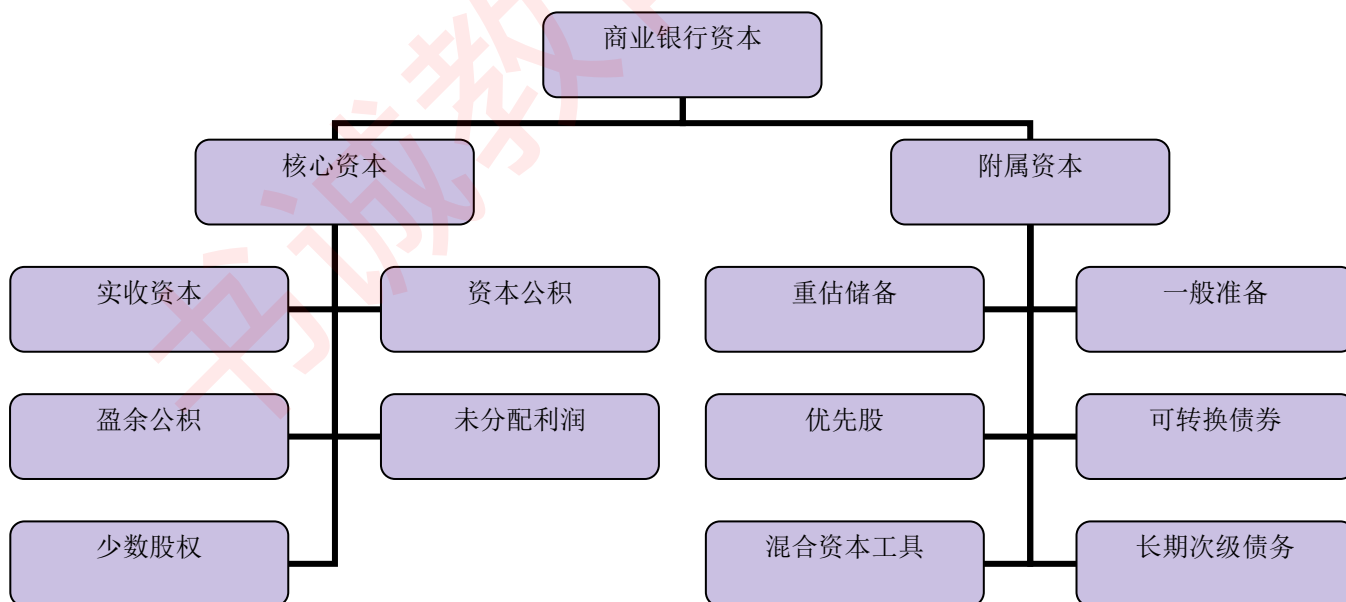 商业银行资本
核心资本
附属资本
实收资本
资本公积
重估储备
一般准备
盈余公积
未分配利润
优先股
可转换债券
少数股权
混合资本工具
长期次级债务
书诚教